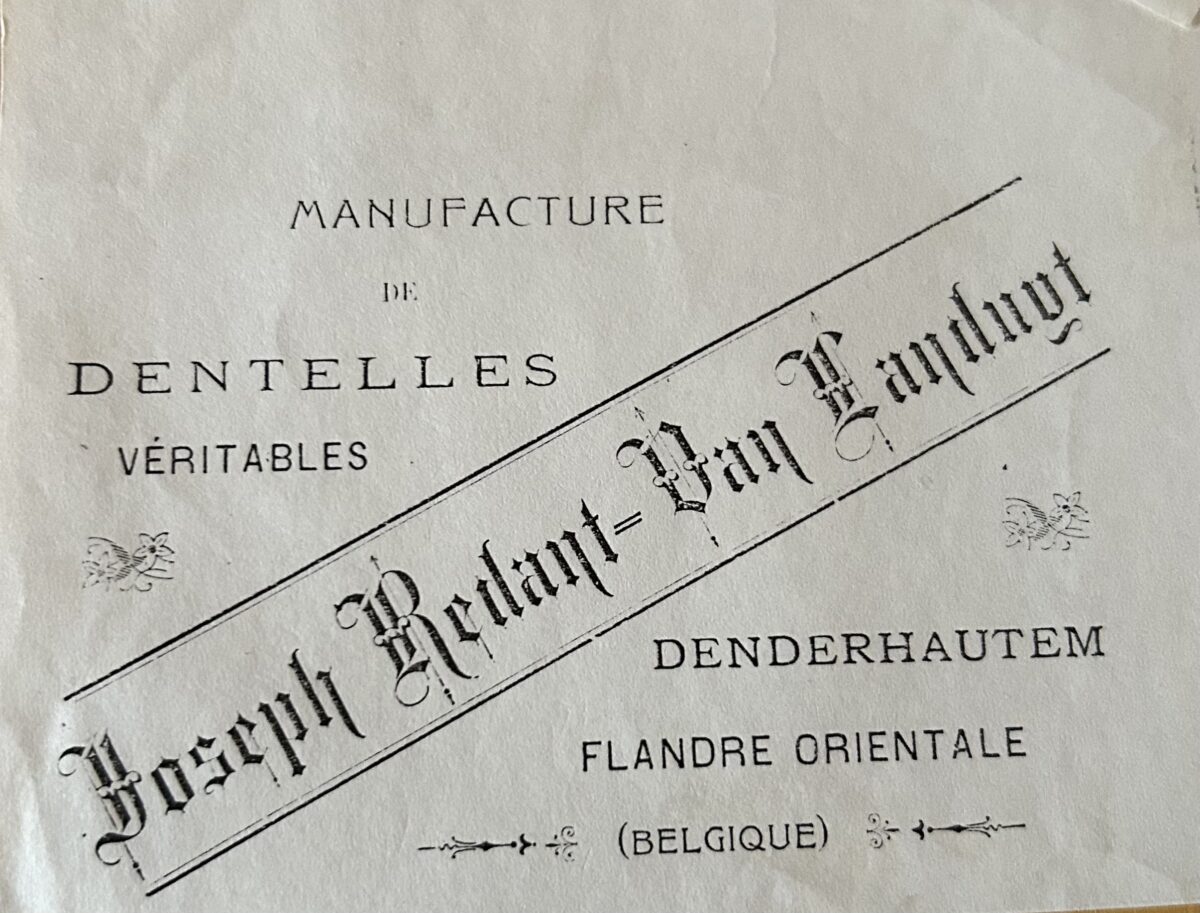 MANUFACTURE
DE
DENTELLES
VÉRITABLES
Joseph Redant=Van Landuyt
DENDERHAUTEM
FLANDRE ORIENTALE
(BELGIQUE)